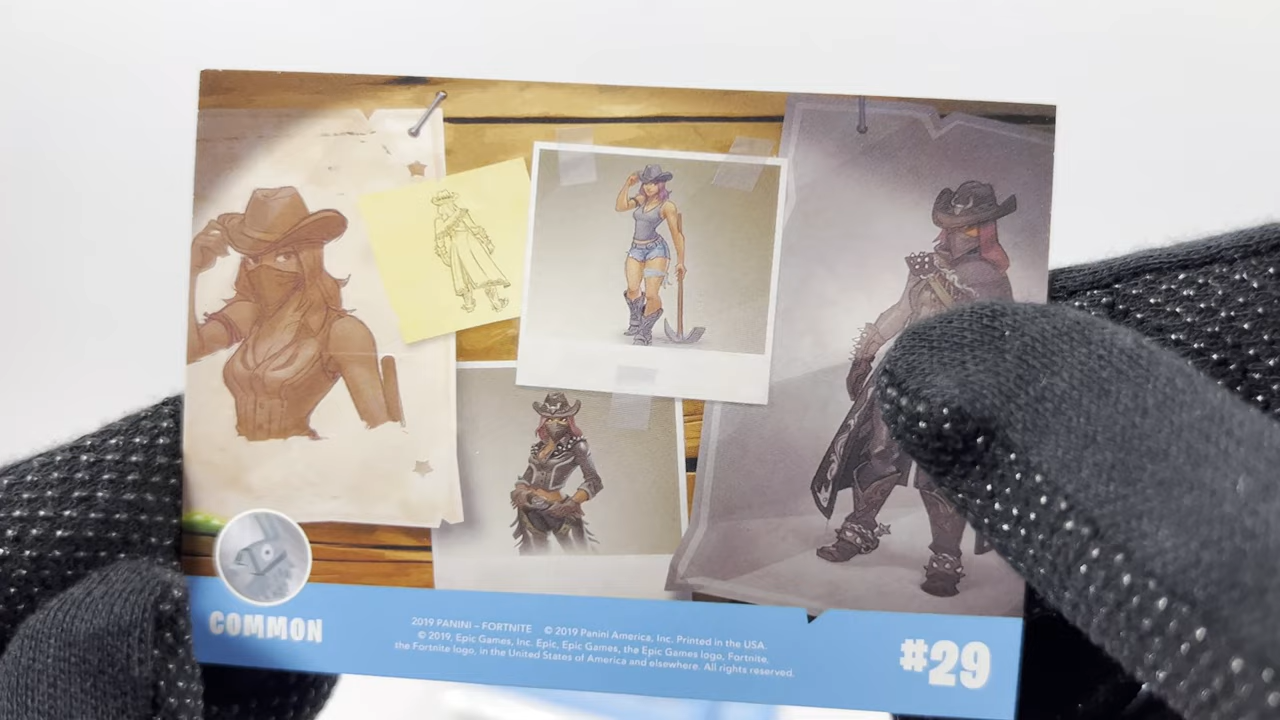 COMMON
2019 PANINI – FORTNITE © 2019 Panini America, Inc. Printed in the USA.
© 2019, Epic Games, Inc. Epic, Epic Games, the Epic Games logo, Fortnite,
the Fortnite logo, in the United States of America and elsewhere. All rights reserved.
#29